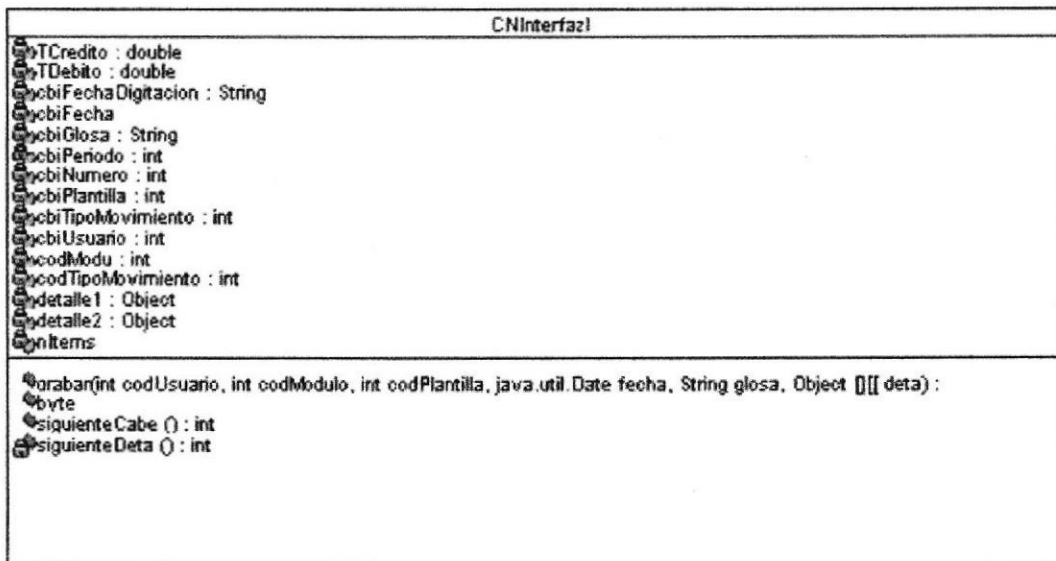 CNInterfazI
TCredito : double
TDebito : double
cbiFechaDigitacion : String
cbiFecha
cbiGlosa : String
cbiPeriodo : int
cbiNumero : int
cbiPlantilla : int
cbiTipoMovimiento : int
cbiUsuario : int
codModu : int
codTipoMovimiento : int
detalle1 : Object
detalle2 : Object
nItems
grabar(int codUsuario, int codModulo, int codPlantilla, java.util.Date fecha, String glosa, Object [][] deta) :
byte
siguienteCabe () : int
siguienteDeta () : int